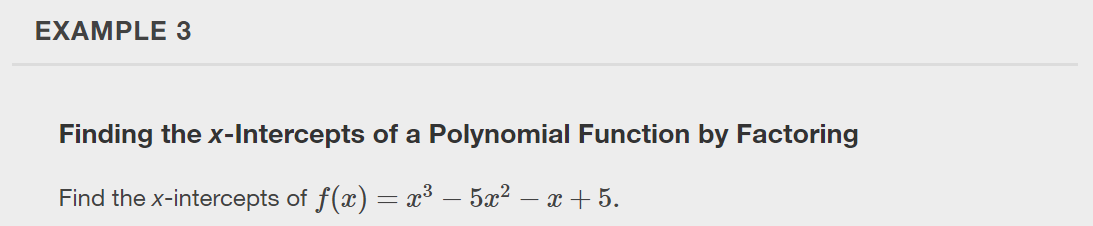 EXAMPLE 3
Finding the x-Intercepts of a Polynomial Function by Factoring
Find the x-intercepts of f(x) = x³ − 5x² − x + 5.